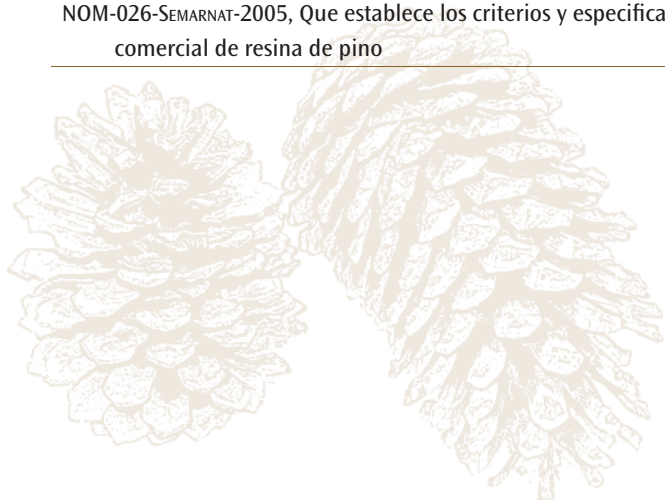 NOM-026-SEMARNAT-2005, Que establece los criterios y especifica
comercial de resina de pino